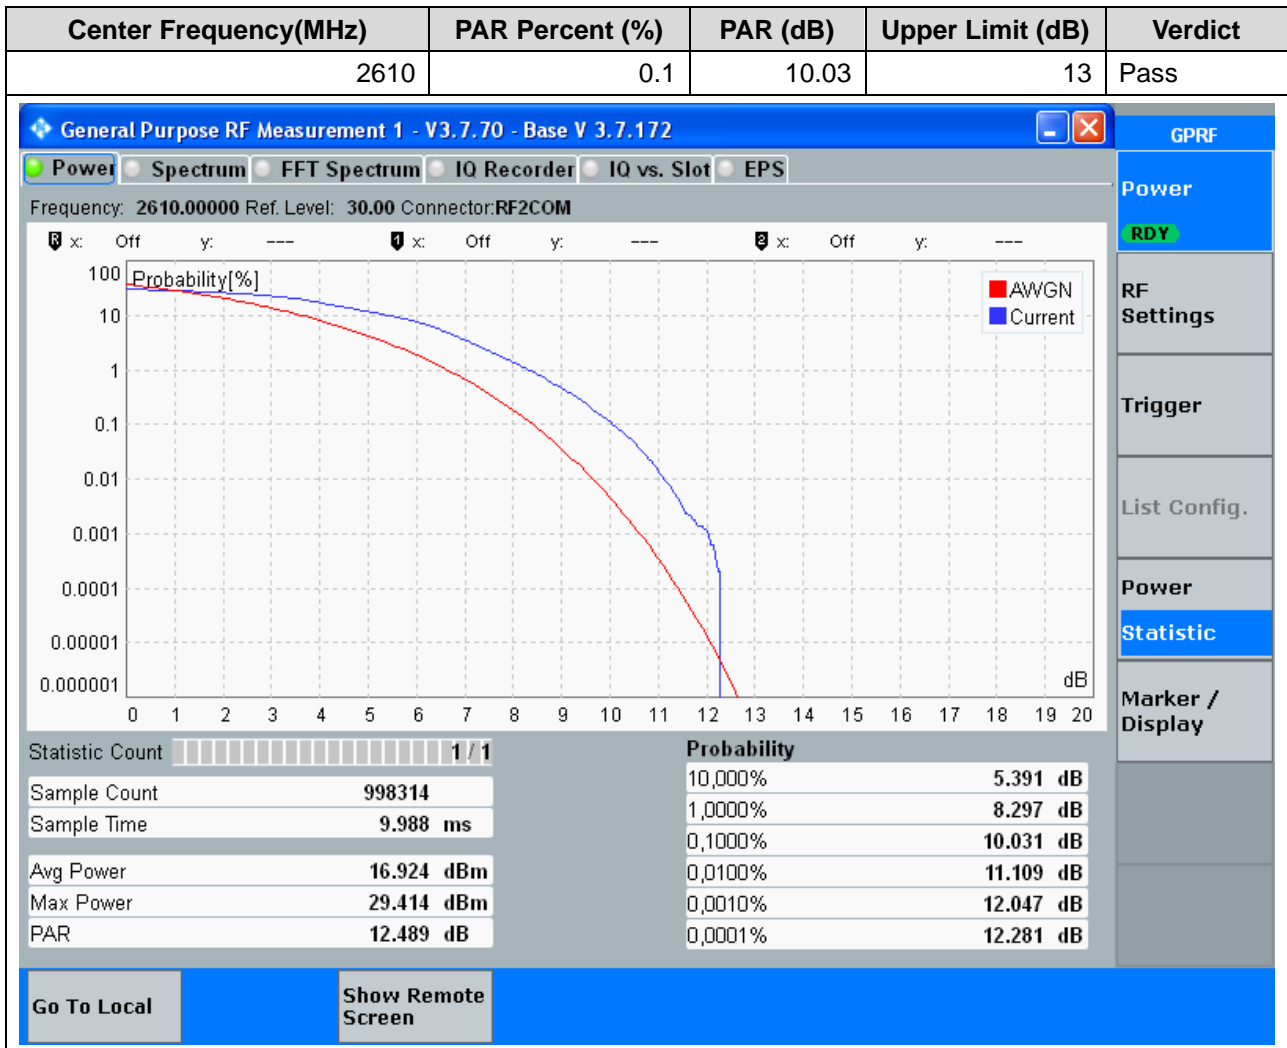 Center Frequency(MHz) PAR Percent (%) PAR (dB) Upper Limit (dB) Verdict
2610 0.1 10.03 13 Pass
General Purpose RF Measurement 1 - V3.7.70 - Base V 3.7.172
GPRF
Power Spectrum FFT Spectrum IQ Recorder IQ vs. Slot EPS
Power
RDY
Frequency: 2610.00000 Ref. Level: 30.00 Connector:RF2COM
R x: Off y: --- 1 x: Off y: --- 2 x: Off y: ---
Probability[%]
AWGN
Current
100
10
1
0.1
0.01
0.001
0.0001
0.00001
0.000001
dB
0 1 2 3 4 5 6 7 8 9 10 11 12 13 14 15 16 17 18 19 20
RF
Settings
Trigger
List Config.
Power
Statistic
Marker /
Display
Statistic Count 1 / 1
Sample Count 998314
Sample Time 9.988 ms
Avg Power 16.924 dBm
Max Power 29.414 dBm
PAR 12.489 dB
Probability
10,000% 5.391 dB
1,0000% 8.297 dB
0,1000% 10.031 dB
0,0100% 11.109 dB
0,0010% 12.047 dB
0,0001% 12.281 dB
Go To Local
Show Remote
Screen